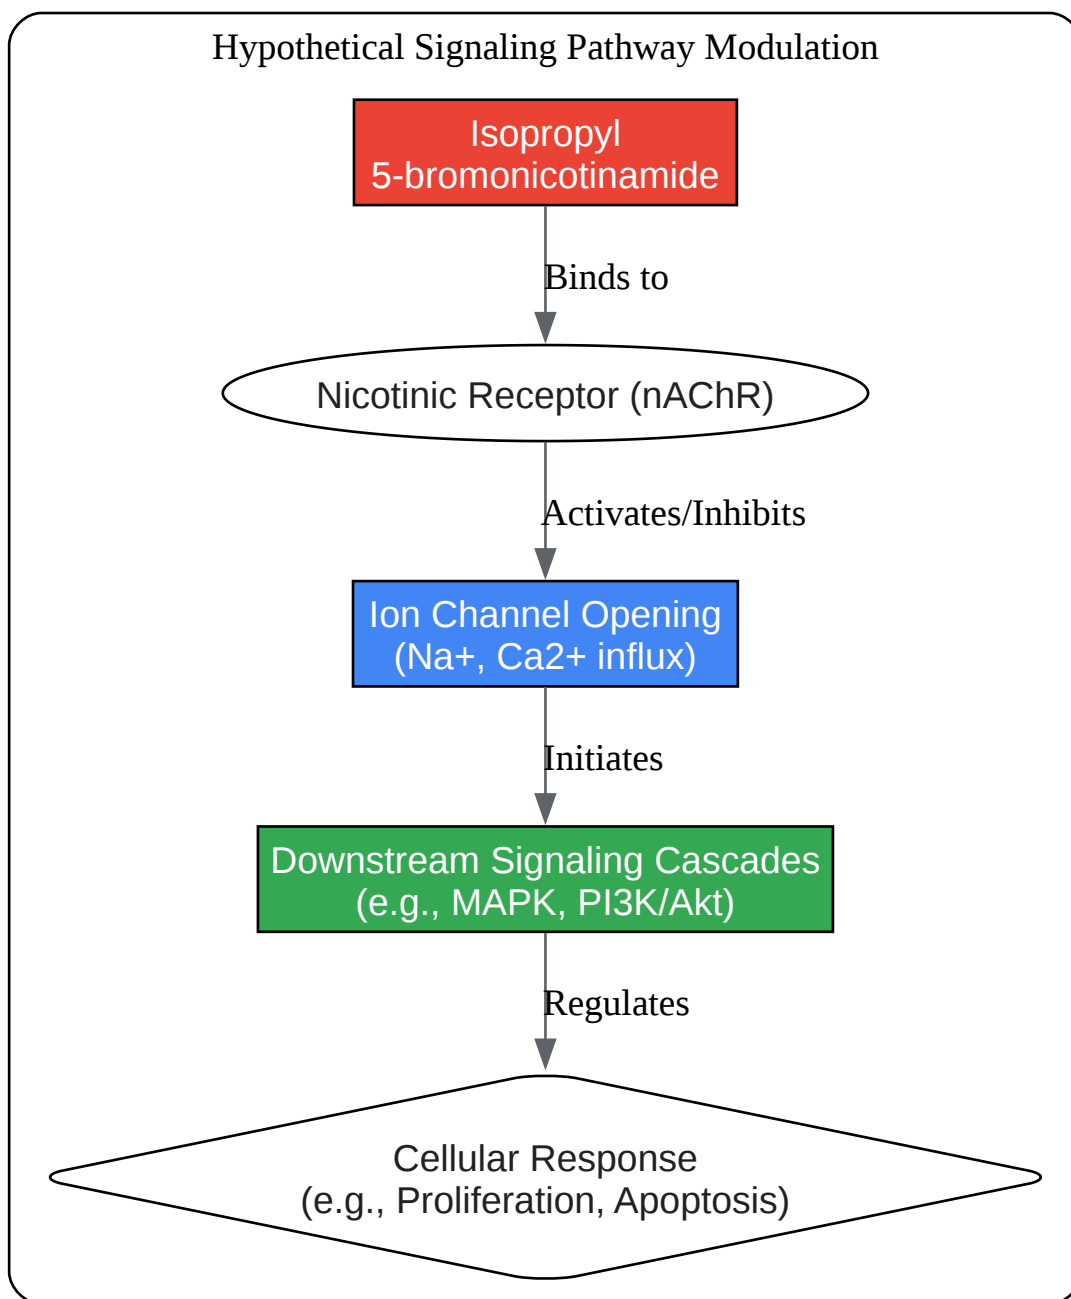 Hypothetical Signaling Pathway Modulation
Isopropyl
5-bromonicotinamide
Binds to
Nicotinic Receptor (nAChR)
Activates/Inhibits
Ion Channel Opening
(Na+, Ca2+ influx)
Initiates
Downstream Signaling Cascades
(e.g., MAPK, PI3K/Akt)
Regulates
Cellular Response
(e.g., Proliferation, Apoptosis)